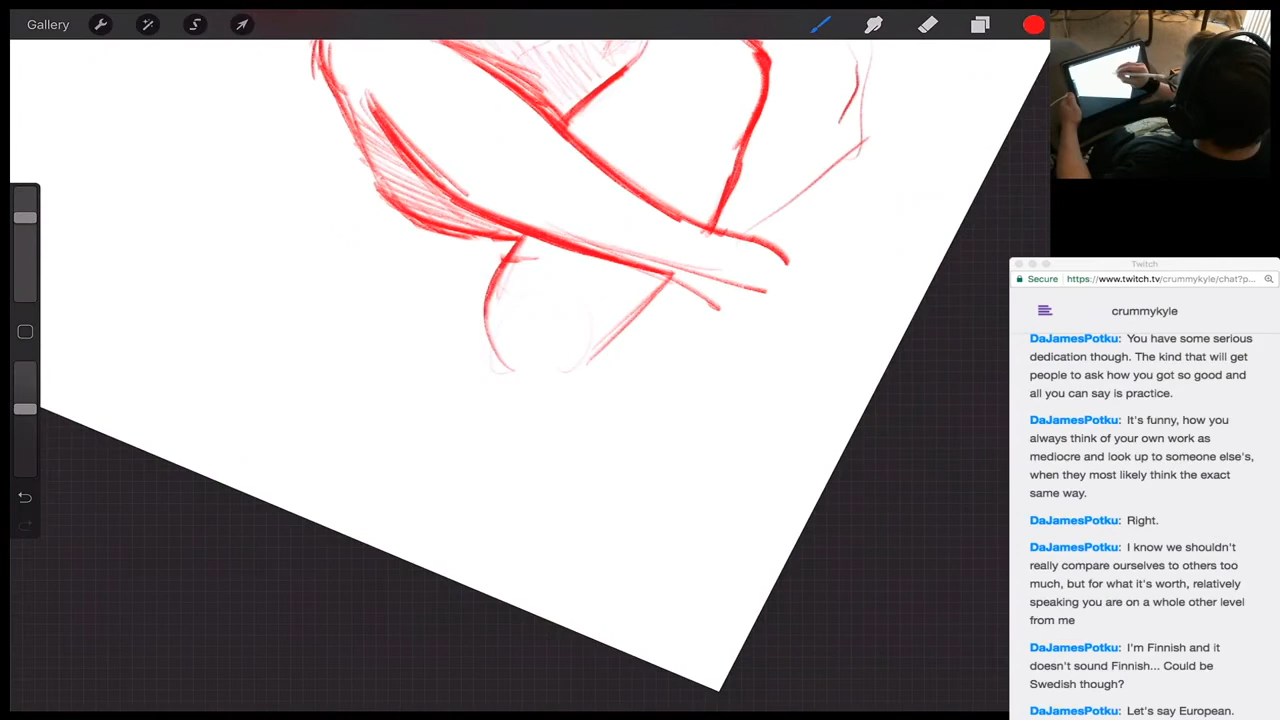 Gallery
Twitch
Secure https://www.twitch.tv/crummykyle/chat?p...
crummykyle
DaJamesPotku: You have some serious
dedication though. The kind that will get
people to ask how you got so good and
all you can say is practice.
DaJamesPotku: It's funny, how you
always think of your own work as
mediocre and look up to someone else's,
when they most likely think the exact
same way.
DaJamesPotku: Right.
DaJamesPotku: I know we shouldn't
really compare ourselves to others too
much, but for what it's worth, relatively
speaking you are on a whole other level
from me
DaJamesPotku: I'm Finnish and it
doesn't sound Finnish... Could be
Swedish though?
DaJamesPotku: Let's say European.